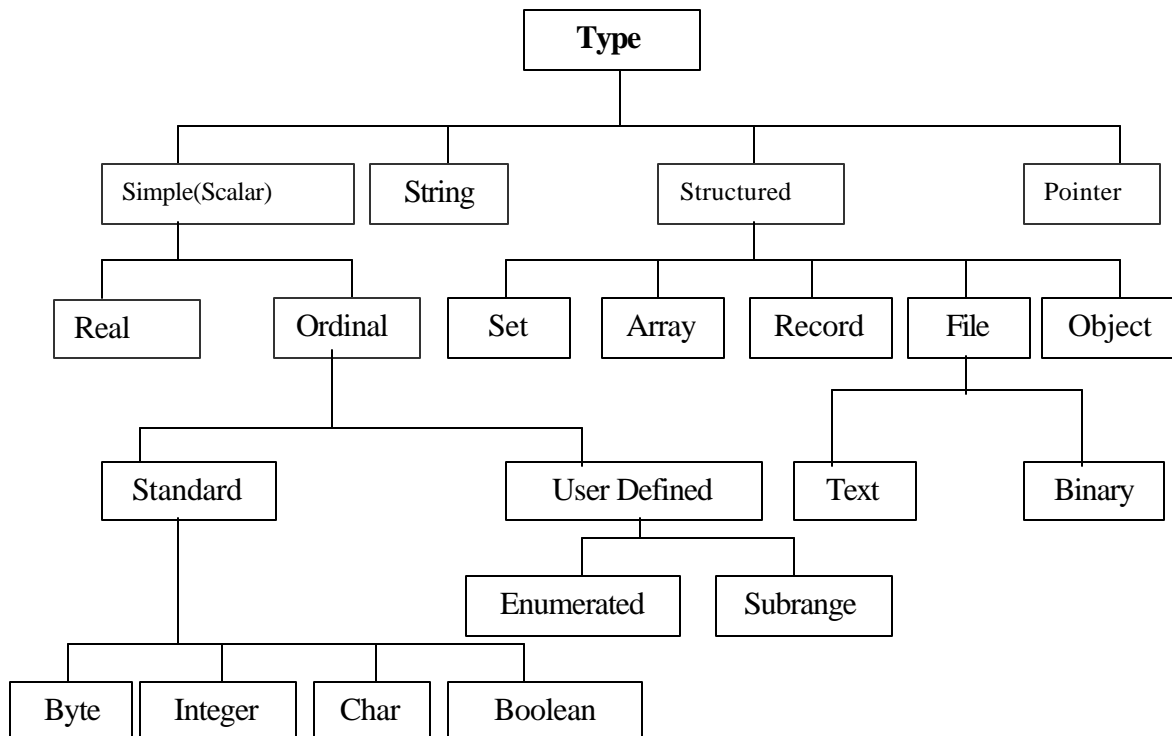 Type
Simple(Scalar)
String
Structured
Pointer
Real
Ordinal
Set
Array
Record
File
Object
Standard
User Defined
Text
Binary
Enumerated
Subrange
Byte
Integer
Char
Boolean